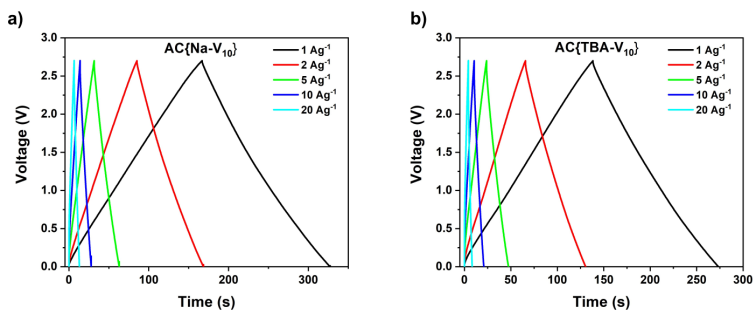 a)
AC{Na-V₁₀}
1 Ag⁻¹
2 Ag⁻¹
5 Ag⁻¹
10 Ag⁻¹
20 Ag⁻¹
Voltage (V)
3.0
2.5
2.0
1.5
1.0
0.5
0.0
0
100
200
300
Time (s)
b)
AC{TBA-V₁₀}
1 Ag⁻¹
2 Ag⁻¹
5 Ag⁻¹
10 Ag⁻¹
20 Ag⁻¹
Voltage (V)
3.0
2.5
2.0
1.5
1.0
0.5
0.0
0
50
100
150
200
250
300
Time (s)